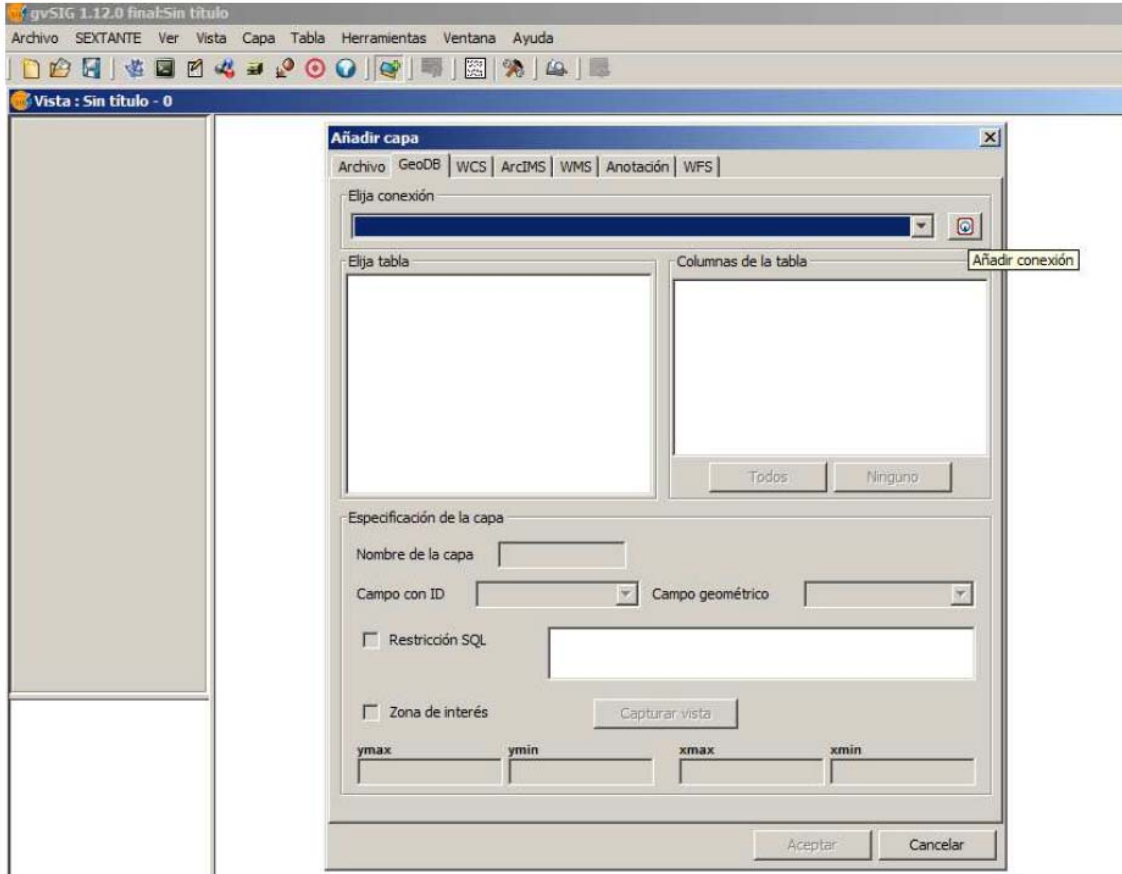 gvSIG 1.12.0 final:Sin título
Archivo SEXTANTE Ver Vista Capa Tabla Herramientas Ventana Ayuda
Vista : Sin título - 0
Añadir capa
Archivo GeoDB WCS ArcIMS WMS Anotación WFS
Elija conexión
Añadir conexión
Elija tabla
Columnas de la tabla
Todos Ninguno
Especificación de la capa
Nombre de la capa
Campo con ID Campo geométrico
Restricción SQL
Zona de interés Capturar vista
ymax ymin xmax xmin
Aceptar Cancelar